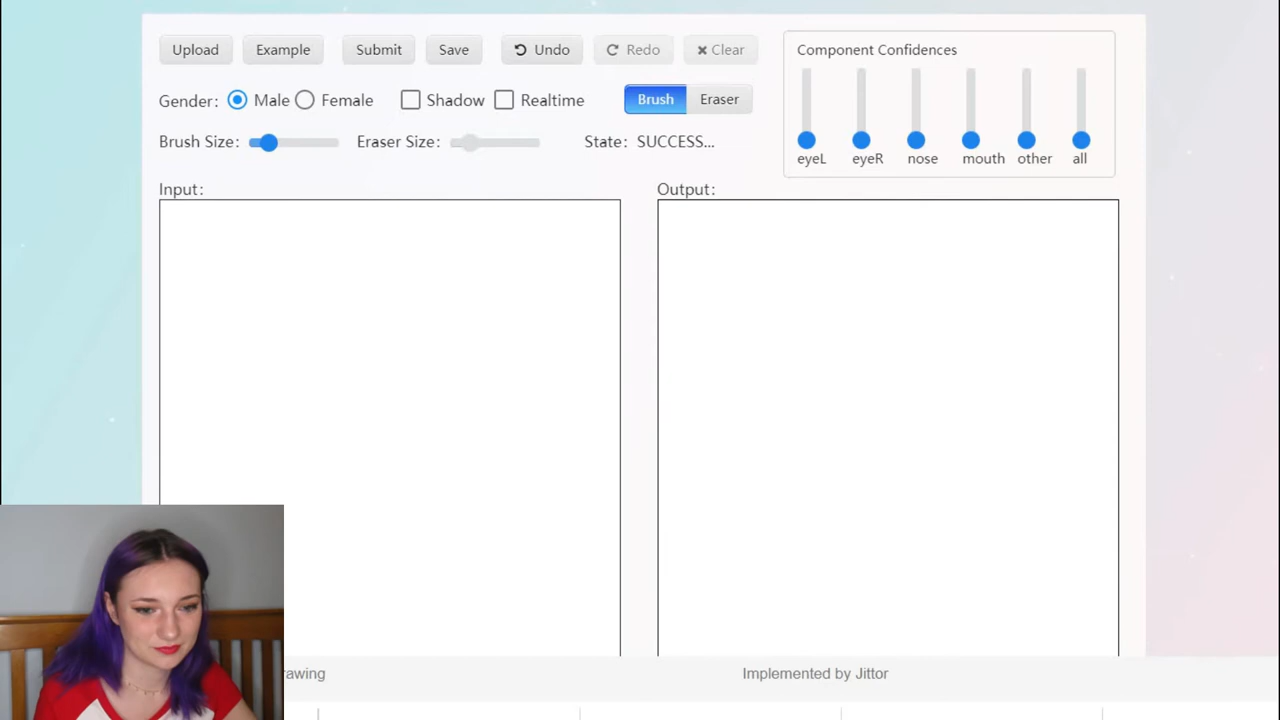 Upload Example Submit Save Undo Redo Clear
Component Confidences
Gender: Male Female Shadow Realtime Brush Eraser
Brush Size: Eraser Size: State: SUCCESS...
eyeL eyeR nose mouth other all
Input: Output:
rawing Implemented by Jittor